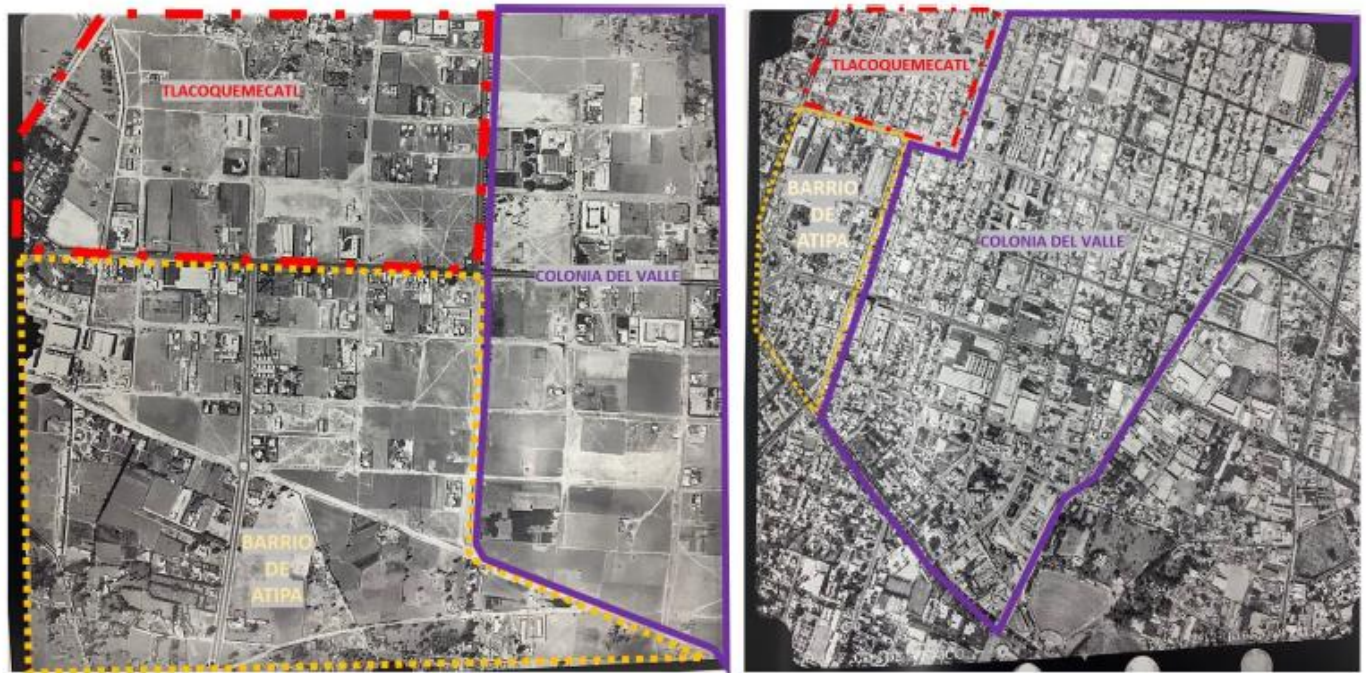 TLACOQUEMECATL
COLONIA DEL VALLE
BARRIO
DE
ATIPA
TLACOQUEMECATL
BARRIO
DE
ATIPA
COLONIA DEL VALLE